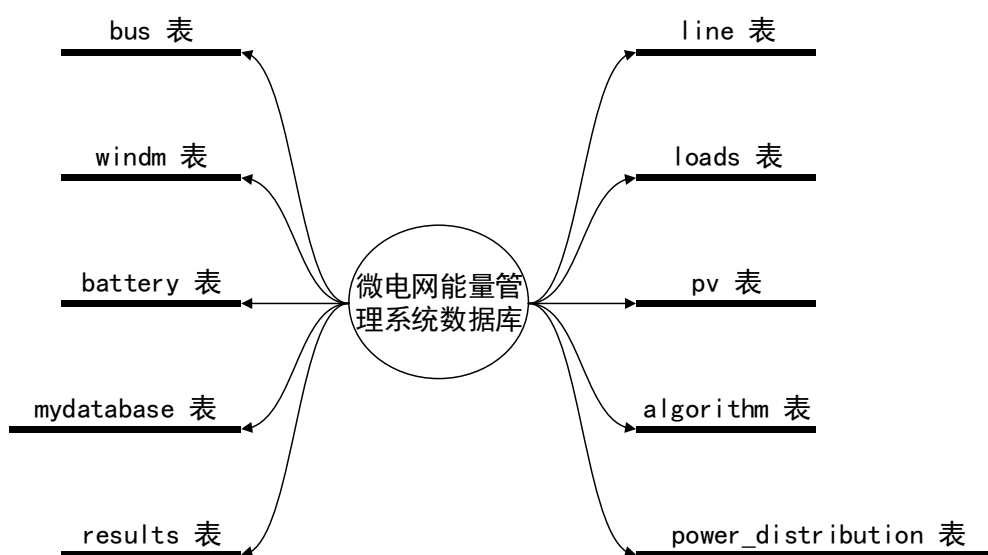 bus 表
line 表
windm 表
loads 表
battery 表
微电网能量管
理系统数据库
pv 表
mydatabase 表
algorithm 表
results 表
power_distribution 表